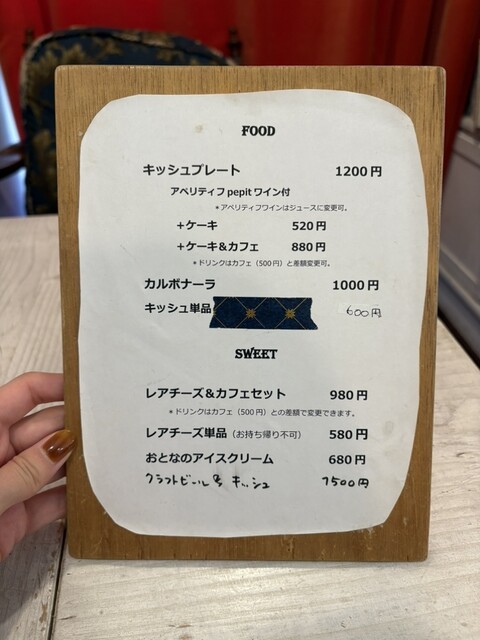 FOOD
キッシュプレート 1200円
アペリティフ pepit ワイン付
＊アペリティフワインはジュースに変更可。
＋ケーキ 520円
＋ケーキ＆カフェ 880円
＊ドリンクはカフェ（500円）と差額変更可。
カルボナーラ 1000円
キッシュ単品 600円
SWEET
レアチーズ＆カフェセット 980円
＊ドリンクはカフェ（500円）との差額で変更できます。
レアチーズ単品（お持ち帰り不可） 580円
おとなのアイスクリーム 680円
クラフトビール & キッシュ 1500円